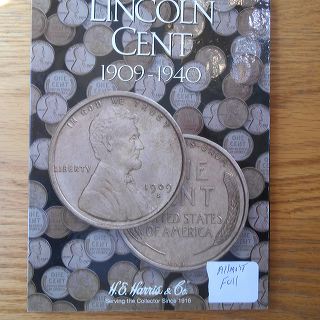 LINCOLN
CENT
1909-1940
IN GOD WE TRUST
LIBERTY
1909
S
ONE
CENT
UNITED STATES
OF AMERICA
H.E. Harris & Co.
Serving the Collector Since 1916
Almost
Full